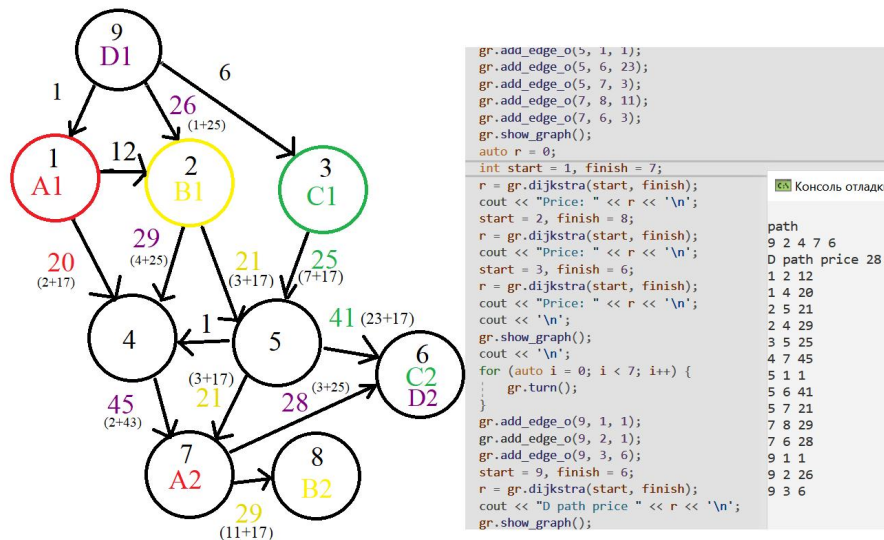 9
D1
1
26
(1+25)
6
1
A1
12
2
B1
3
C1
20
(2+17)
29
(4+25)
21
(3+17)
25
(7+17)
4
1
5
41 (23+17)
6
C2
D2
45
(2+43)
(3+17)
21
28 (3+25)
7
A2
8
B2
29
(11+17)
gr.add_edge_o(5, 1, 1);
gr.add_edge_o(5, 6, 23);
gr.add_edge_o(5, 7, 3);
gr.add_edge_o(7, 8, 11);
gr.add_edge_o(7, 6, 3);
gr.show_graph();
auto r = 0;
int start = 1, finish = 7;
r = gr.dijkstra(start, finish);
cout << "Price: " << r << '\n';
start = 2, finish = 8;
r = gr.dijkstra(start, finish);
cout << "Price: " << r << '\n';
start = 3, finish = 6;
r = gr.dijkstra(start, finish);
cout << "Price: " << r << '\n';
cout << '\n';
gr.show_graph();
cout << '\n';
for (auto i = 0; i < 7; i++) {
gr.turn();
}
gr.add_edge_o(9, 1, 1);
gr.add_edge_o(9, 2, 1);
gr.add_edge_o(9, 3, 6);
start = 9, finish = 6;
r = gr.dijkstra(start, finish);
cout << "D path price " << r << '\n';
gr.show_graph();
Консоль отладк
path
9 2 4 7 6
D path price 28
1 2 12
1 4 20
2 5 21
2 4 29
3 5 25
4 7 45
5 1 1
5 6 41
5 7 21
7 8 29
7 6 28
9 1 1
9 2 26
9 3 6